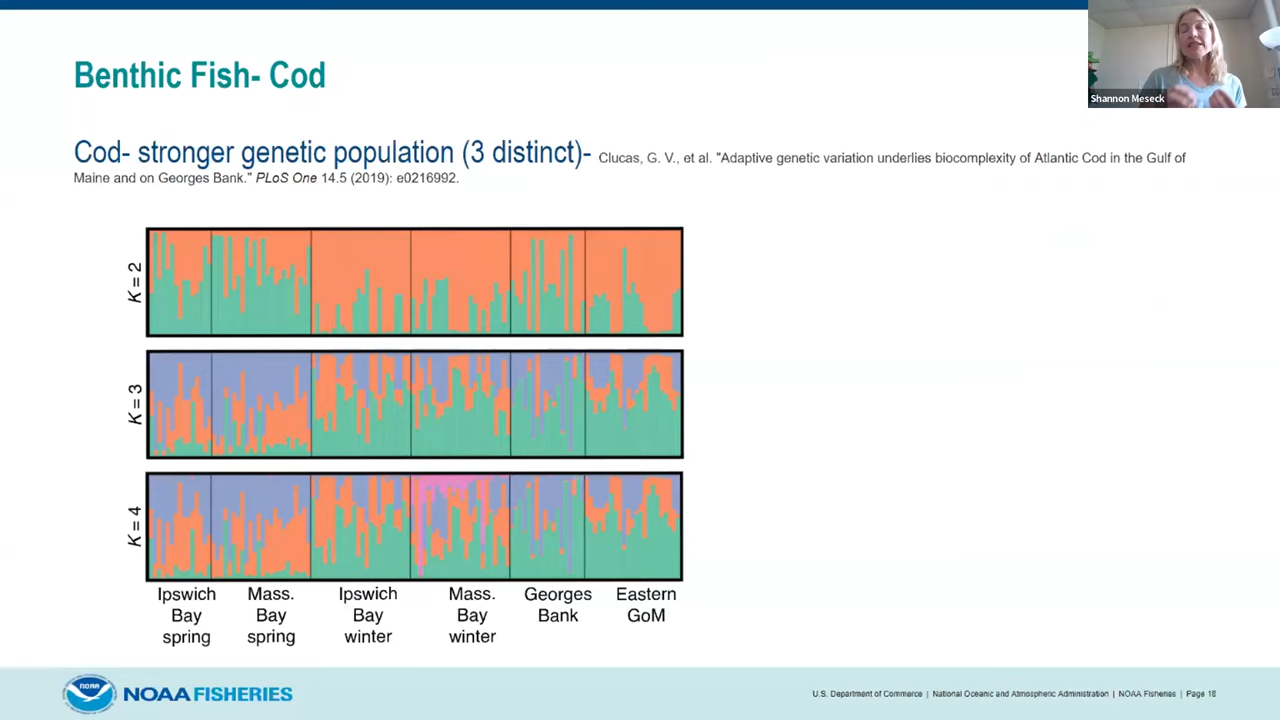 Benthic Fish- Cod
Shannon Meseck
Cod- stronger genetic population (3 distinct)- Clucas, G. V., et al. "Adaptive genetic variation underlies biocomplexity of Atlantic Cod in the Gulf of
Maine and on Georges Bank." PLoS One 14.5 (2019): e0216992.
K = 2
K = 3
K = 4
Ipswich Bay spring
Mass. Bay spring
Ipswich Bay winter
Mass. Bay winter
Georges Bank
Eastern GoM
NOAA
NOAA FISHERIES
U.S. Department of Commerce | National Oceanic and Atmospheric Administration | NOAA Fisheries | Page 18